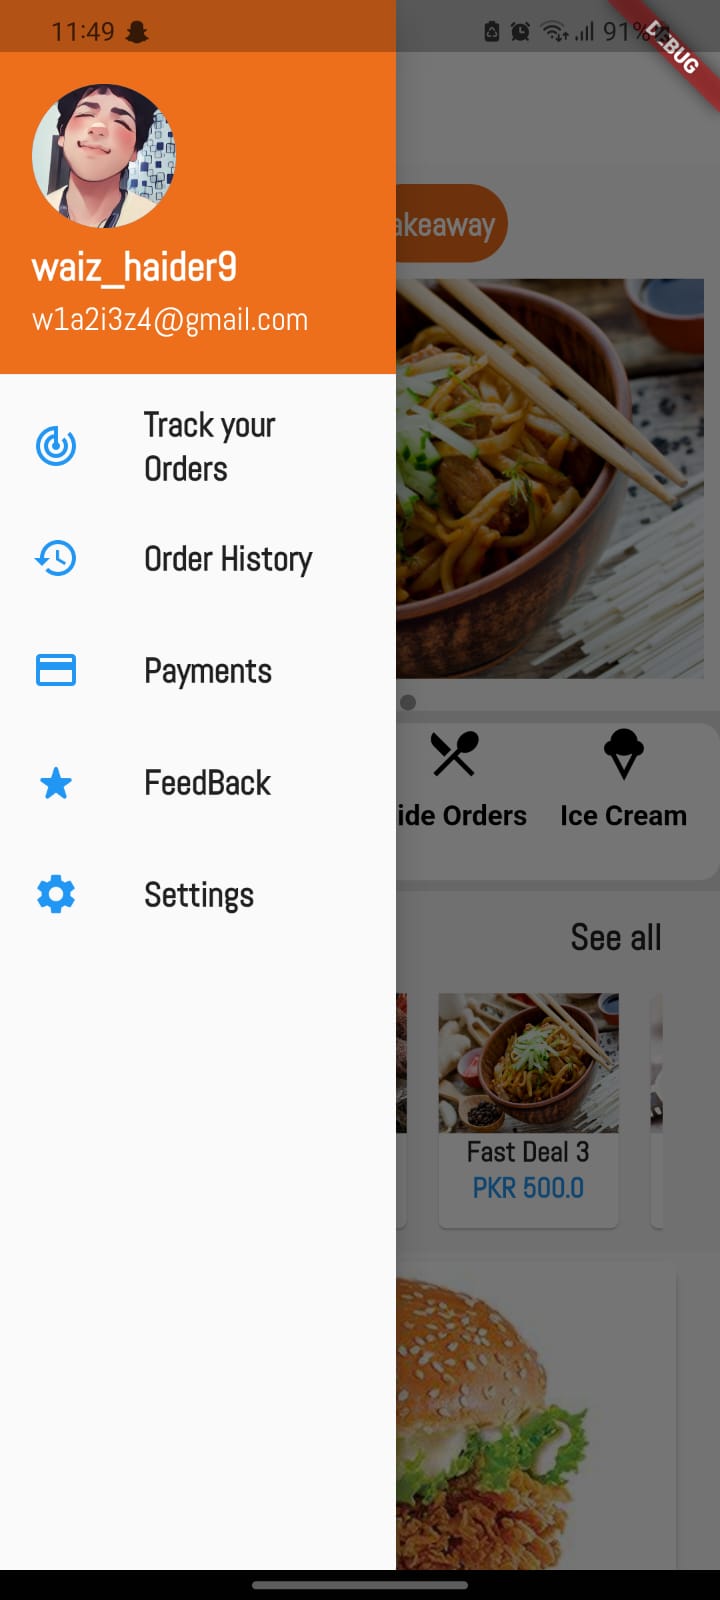 11:49
91%
DEBUG
waiz_haider9
w1a2i3z4@gmail.com
akeaway
Track your
Orders
Order History
Payments
FeedBack
Settings
ide Orders
Ice Cream
See all
Fast Deal 3
PKR 500.0